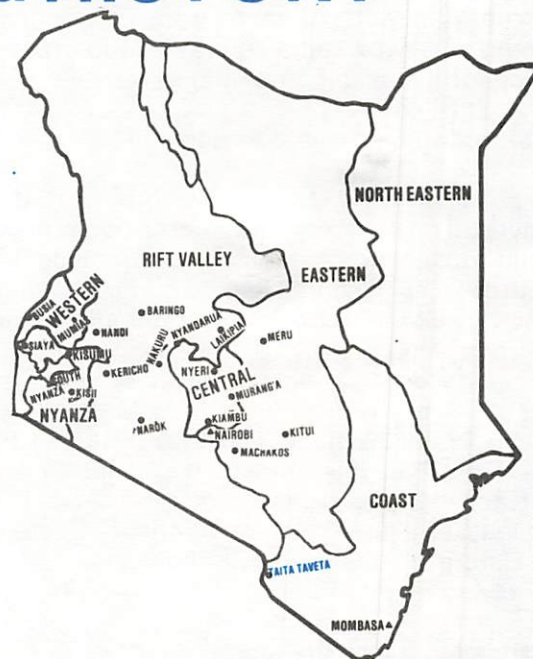 NORTH EASTERN
RIFT VALLEY
EASTERN
WESTERN
BUSIA
MUMIAS
BARINGO
NANDI
NYANDARUA
LAIKIPIA
MERU
SIAYA
KISUMU
NAKURU
NYERI
KERICHO
CENTRAL
SOUTH
NYANZA
KISII
MURANG'A
NYANZA
NAROK
KIAMBU
NAIROBI
KITUI
MACHAKOS
COAST
TAITA TAVETA
MOMBASA